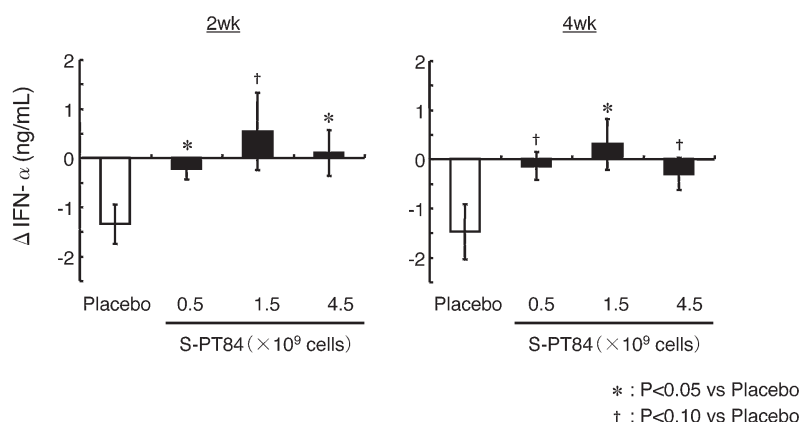 2wk
4wk
Δ IFN-α (ng/mL)
2
1
0
-1
-2
2
1
0
-1
-2
*
†
*
†
*
†
Placebo 0.5 1.5 4.5
Placebo 0.5 1.5 4.5
S-PT84 (×10⁹ cells)
S-PT84 (×10⁹ cells)
* : P<0.05 vs Placebo
† : P<0.10 vs Placebo